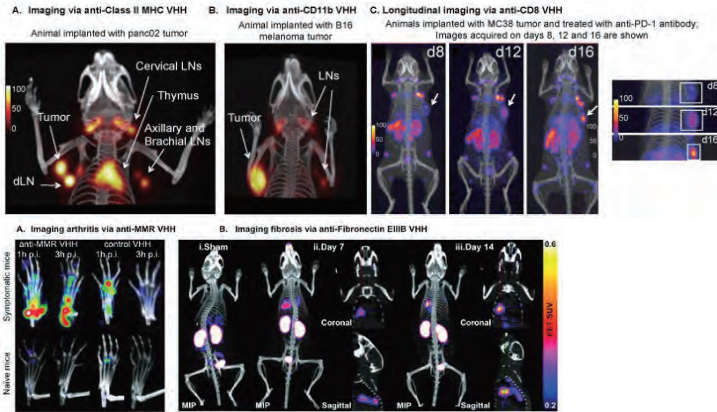 A. Imaging via anti-Class II MHC VHH
Animal implanted with panc02 tumor
100
50
0
Cervical LNs
Thymus
Tumor
Axillary and
Brachial LNs
dLN
B. Imaging via anti-CD11b VHH
Animal implanted with B16
melanoma tumor
LNs
Tumor
C. Longitudinal imaging via anti-CD8 VHH
Animals implanted with MC38 tumor and treated with anti-PD-1 antibody;
Images acquired on days 8, 12 and 16 are shown
d8
d12
d16
100
50
0
100
50
0
d8
d12
d16
A. Imaging arthritis via anti-MMR VHH
anti-MMR VHH
control VHH
1h p.i.
3h p.i.
1h p.i.
3h p.i.
Symptomatic mice
Naive mice
B. Imaging fibrosis via anti-Fibronectin EIIIB VHH
i.Sham
ii.Day 7
iii.Day 14
Coronal
Coronal
MIP
MIP
Sagittal
MIP
Sagittal
0.6
PET SUV
0.2